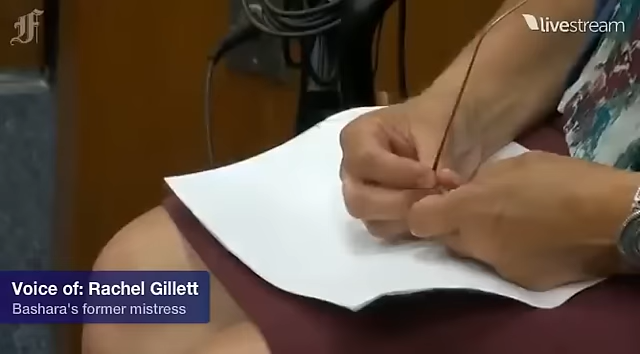 F
livestream
Voice of: Rachel Gillett
Bashara's former mistress